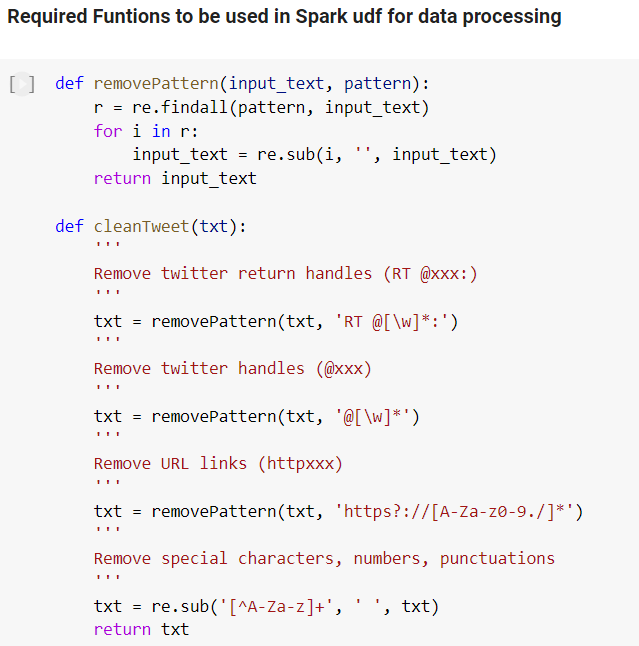 Required Funtions to be used in Spark udf for data processing
[ ] def removePattern(input_text, pattern):
r = re.findall(pattern, input_text)
for i in r:
input_text = re.sub(i, '', input_text)
return input_text
def cleanTweet(txt):
'''
Remove twitter return handles (RT @xxx:)
'''
txt = removePattern(txt, 'RT @[\w]*:')
'''
Remove twitter handles (@xxx)
'''
txt = removePattern(txt, '@[\w]*')
'''
Remove URL links (httpxxx)
'''
txt = removePattern(txt, 'https?://[A-Za-z0-9./]*')
'''
Remove special characters, numbers, punctuations
'''
txt = re.sub('[^A-Za-z]+', ' ', txt)
return txt